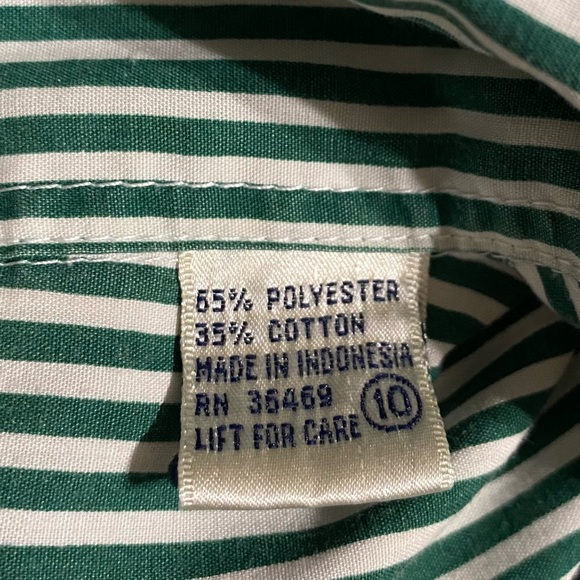 65% POLYESTER
35% COTTON
MADE IN INDONESIA
RN 36469 10
LIFT FOR CARE